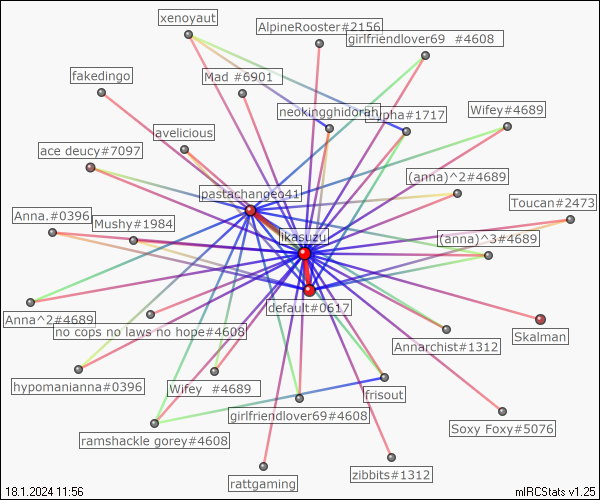 xenoyaut
AlpineRooster#2156
girlfriendlover69 #4608
fakedingo
Mad #6901
neokingghidorah
Wifey#4689
#1717
avelicious
ace deucy#7097
(anna)^2#4689
pastachangeo41
Toucan#2473
Anna.#0396
Mushy#1984
ikasuzu
(anna)^3#4689
default#0617
Anna^2#4689
no cops no laws no hope#4608
Annarchist#1312
Skalman
hypomanianna#0396
Wifey #4689
frisout
girlfriendlover69#4608
ramshackle gorey#4608
Soxy Foxy#5076
rattgaming
zibbits#1312
18.1.2024 11:56
mIRCStats v1.25